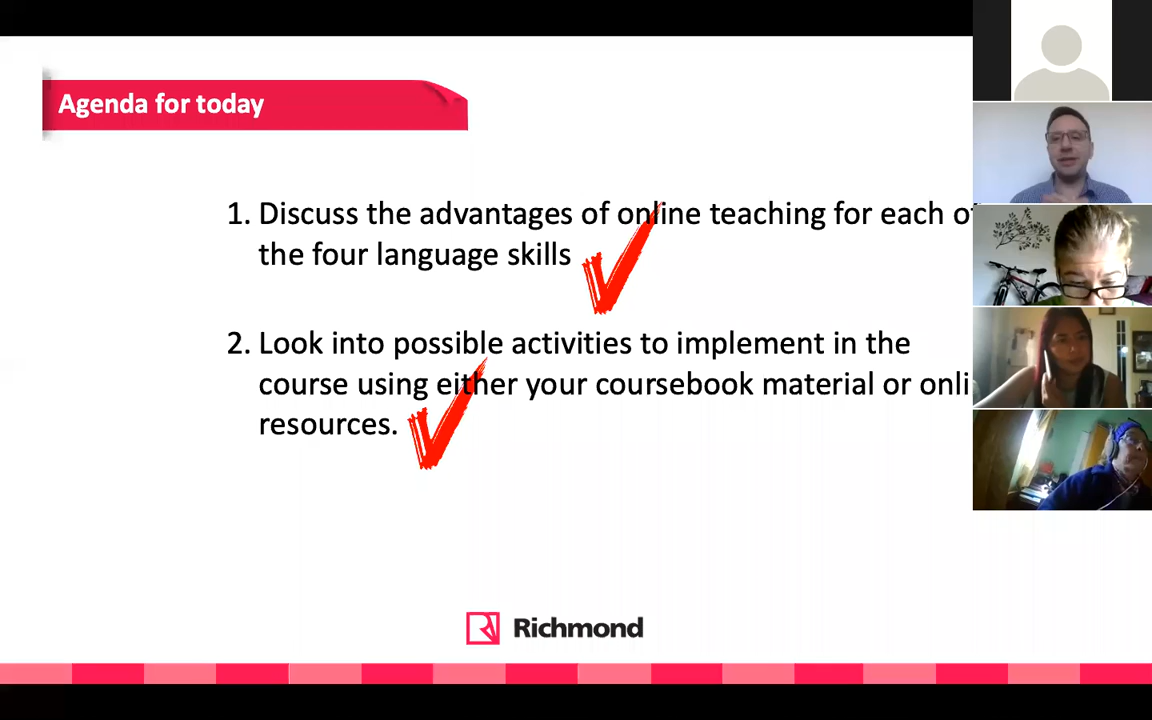 Agenda for today
1. Discuss the advantages of online teaching for each of
the four language skills
2. Look into possible activities to implement in the
course using either your coursebook material or onli
resources.
Richmond